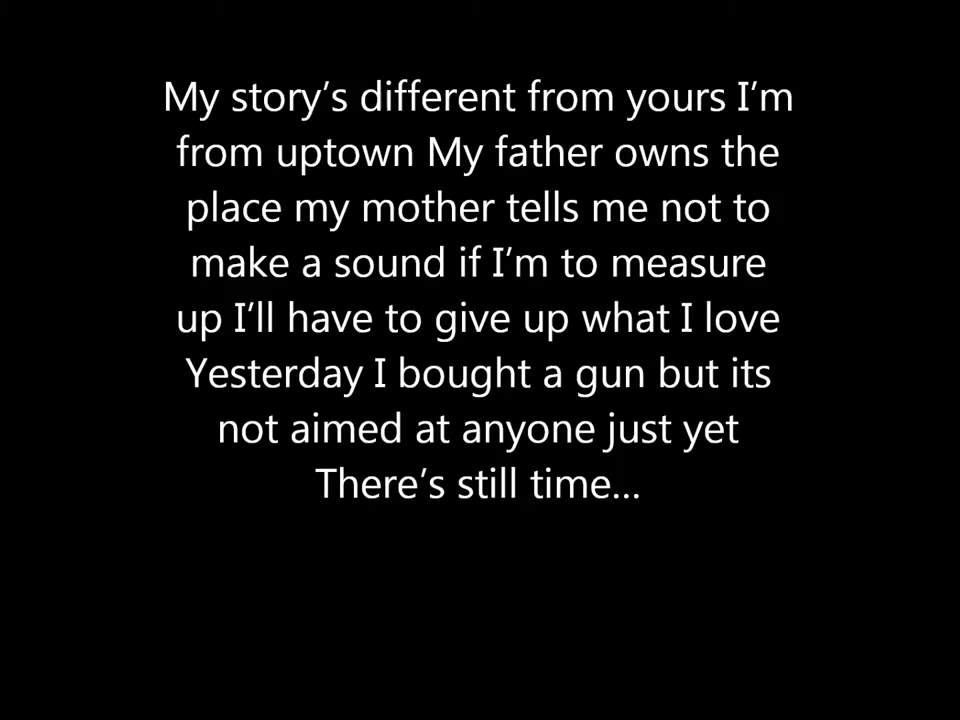 My story’s different from yours I’m
from uptown My father owns the
place my mother tells me not to
make a sound if I’m to measure
up I’ll have to give up what I love
Yesterday I bought a gun but its
not aimed at anyone just yet
There’s still time...